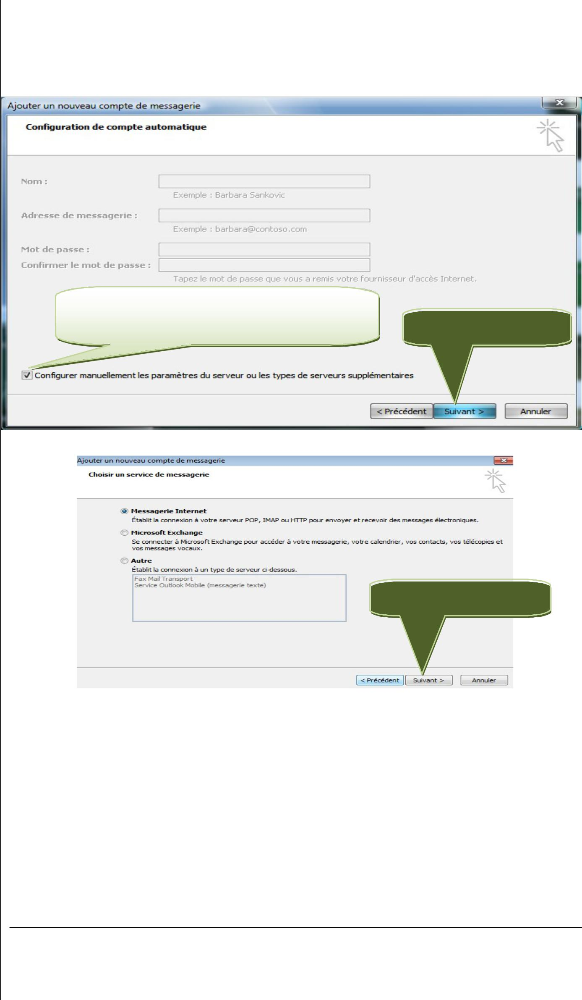 Ajouter un nouveau compte de messagerie
Configuration de compte automatique
Nom :
Exemple : Barbara Sankovic
Adresse de messagerie :
Exemple : barbara@contoso.com
Mot de passe :
Confirmer le mot de passe :
Tapez le mot de passe que vous a remis votre fournisseur d'accès Internet.
Configurer manuellement les paramètres du serveur ou les types de serveurs supplémentaires
< Précédent Suivant > Annuler
Ajouter un nouveau compte de messagerie
Choisir un service de messagerie
Messagerie Internet
Établit la connexion à votre serveur POP, IMAP ou HTTP pour envoyer et recevoir des messages électroniques.
Microsoft Exchange
Se connecter à Microsoft Exchange pour accéder à votre messagerie, votre calendrier, vos contacts, vos télécopies et
vos messages vocaux.
Autre
Établit la connexion à un type de serveur ci-dessous.
Fax Mail Transport
Service Outlook Mobile (messagerie texte)
< Précédent Suivant > Annuler